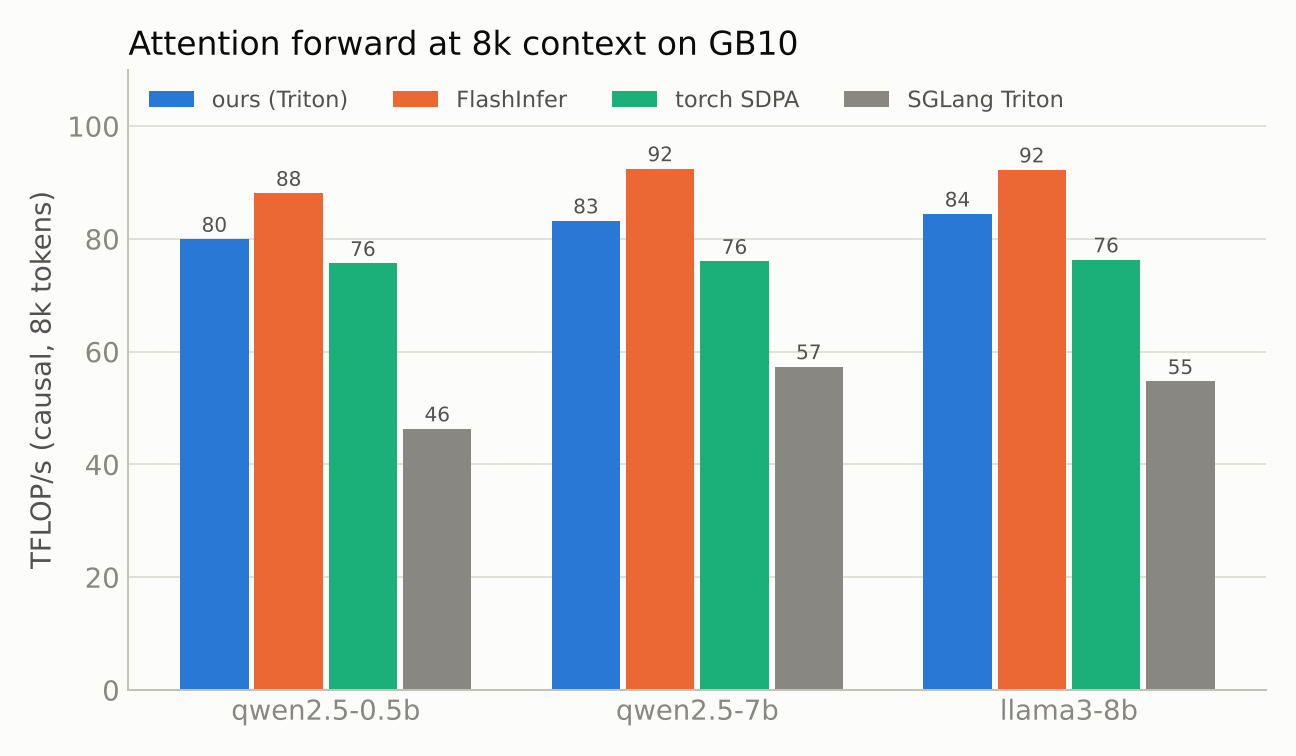 Attention forward at 8k context on GB10
ours (Triton) FlashInfer torch SDPA SGLang Triton
TFLOP/s (causal, 8k tokens)
100
80
60
40
20
0
80 88 76 46
83 92 76 57
84 92 76 55
qwen2.5-0.5b qwen2.5-7b llama3-8b